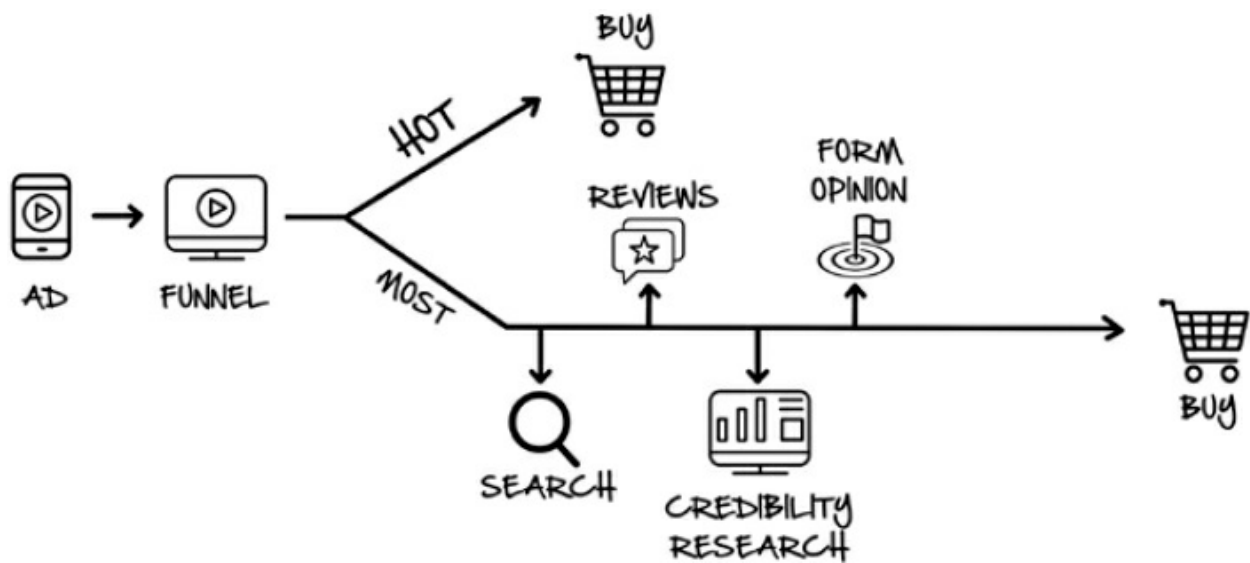 BUY
HOT
FORM
OPINION
REVIEWS
AD
FUNNEL
MOST
BUY
SEARCH
CREDIBILITY
RESEARCH